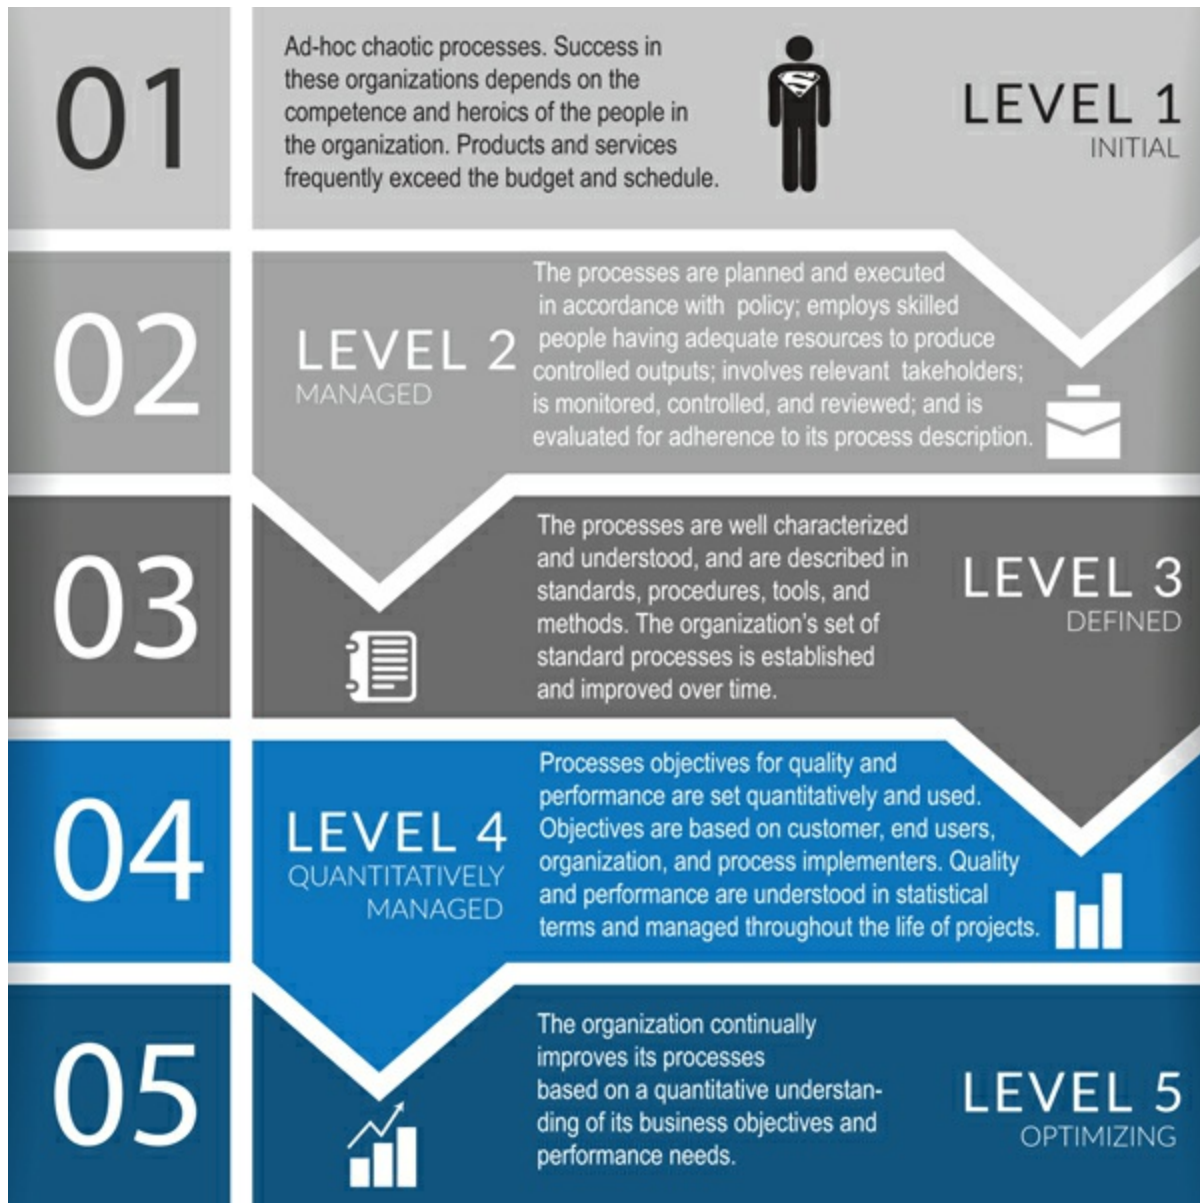 01
Ad-hoc chaotic processes. Success in
these organizations depends on the
competence and heroics of the people in
the organization. Products and services
frequently exceed the budget and schedule.
LEVEL 1
INITIAL
02
LEVEL 2
MANAGED
The processes are planned and executed
in accordance with policy; employs skilled
people having adequate resources to produce
controlled outputs; involves relevant takeholders;
is monitored, controlled, and reviewed; and is
evaluated for adherence to its process description.
03
The processes are well characterized
and understood, and are described in
standards, procedures, tools, and
methods. The organization's set of
standard processes is established
and improved over time.
LEVEL 3
DEFINED
04
LEVEL 4
QUANTITATIVELY
MANAGED
Processes objectives for quality and
performance are set quantitatively and used.
Objectives are based on customer, end users,
organization, and process implementers. Quality
and performance are understood in statistical
terms and managed throughout the life of projects.
05
The organization continually
improves its processes
based on a quantitative understan-
ding of its business objectives and
performance needs.
LEVEL 5
OPTIMIZING